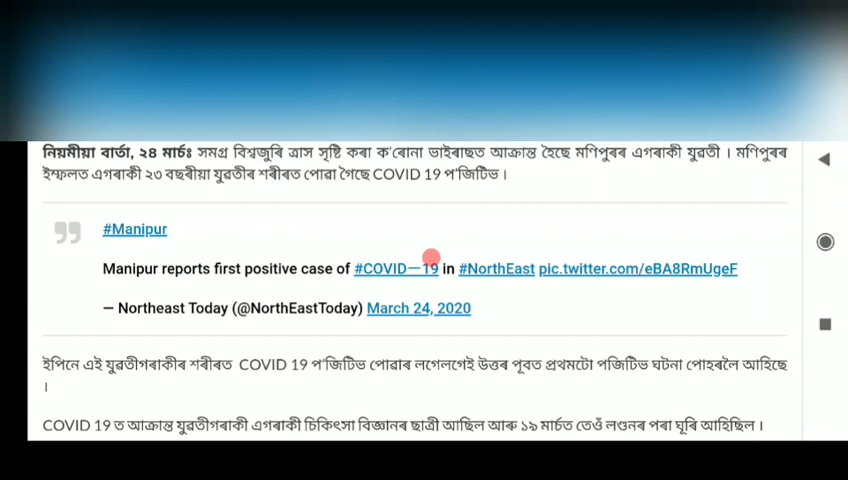 নিয়মীয়া বাৰ্তা, ২৪ মাৰ্চঃ সমগ্ৰ বিশ্বজুৰি ত্ৰাস সৃষ্টি কৰা ক'ৰোনা ভাইৰাছত আক্ৰান্ত হৈছে মণিপুৰৰ এগৰাকী যুৱতী । মণিপুৰৰ
ইম্ফলত এগৰাকী ২৩ বছৰীয়া যুৱতীৰ শৰীৰত পোৱা গৈছে COVID 19 প'জিটিভ ।
#Manipur
Manipur reports first positive case of #COVID—19 in #NorthEast pic.twitter.com/eBA8RmUgeF
— Northeast Today (@NorthEastToday) March 24, 2020
ইপিনে এই যুৱতীগৰাকীৰ শৰীৰত COVID 19 প'জিটিভ পোৱাৰ লগেলগেই উত্তৰ পূবত প্ৰথমটো পজিটিভ ঘটনা পোহৰলৈ আহিছে
।
COVID 19 ত আক্ৰান্ত যুৱতীগৰাকী এগৰাকী চিকিৎসা বিজ্ঞানৰ ছাত্ৰী আছিল আৰু ১৯ মাৰ্চত তেওঁ লণ্ডনৰ পৰা ঘূৰি আহিছিল ।